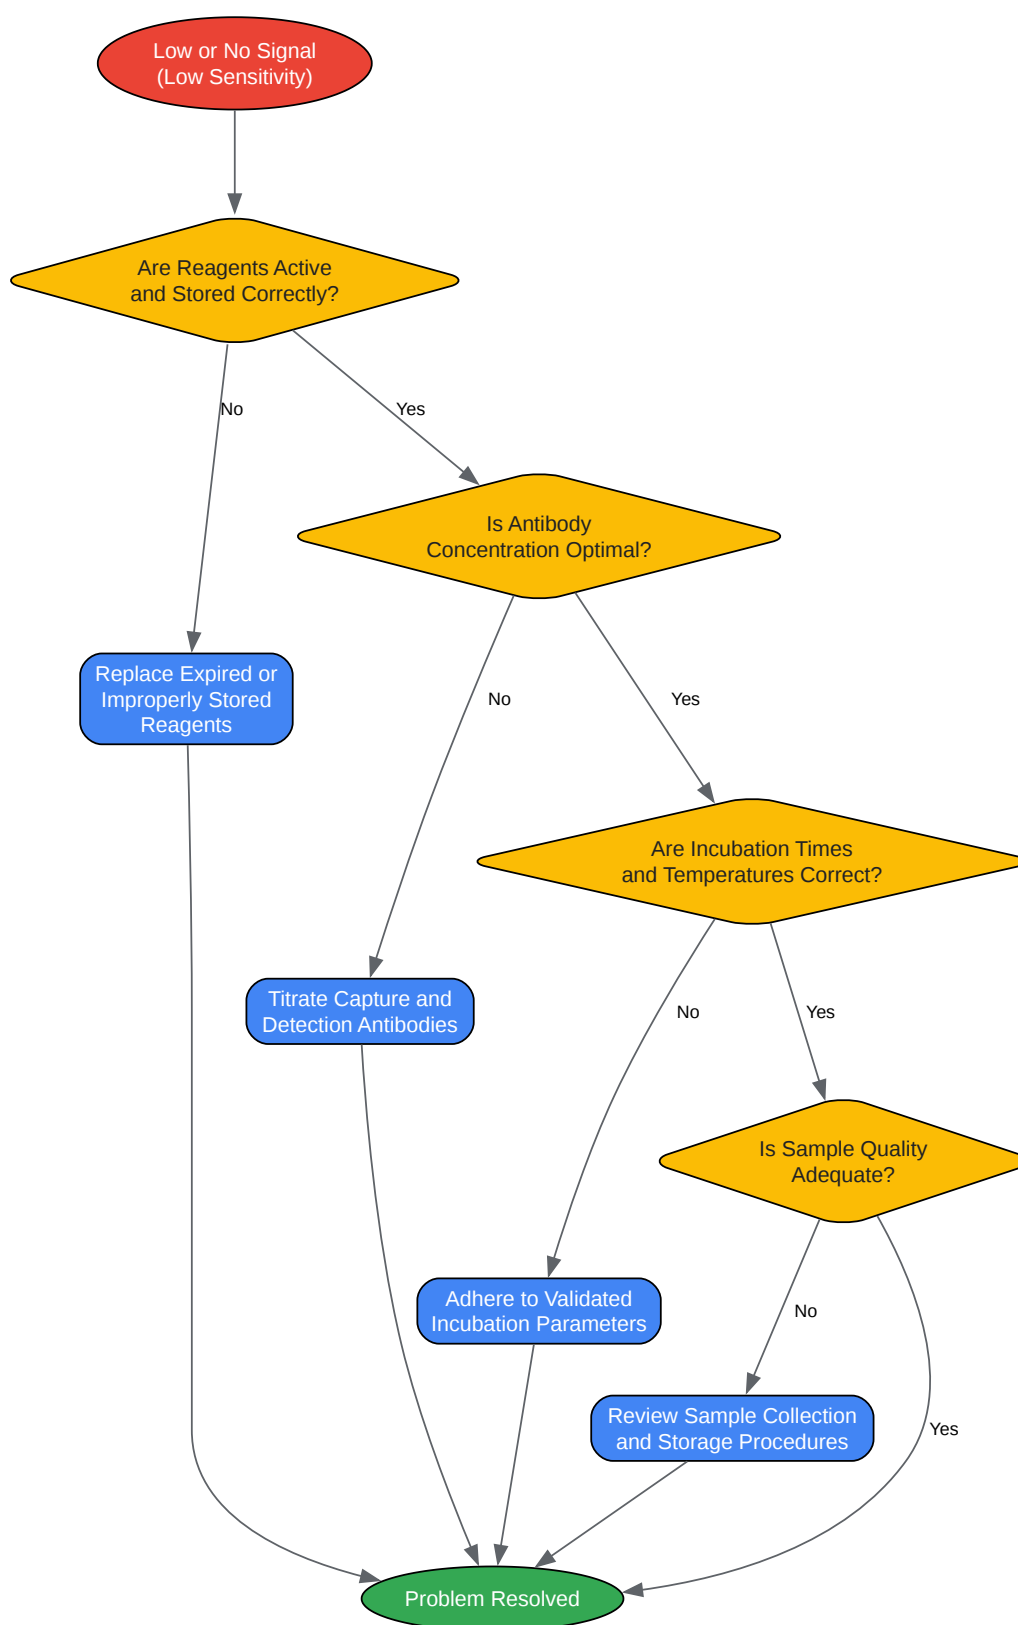 Low or No Signal
(Low Sensitivity)
Are Reagents Active
and Stored Correctly?
No
Yes
Is Antibody
Concentration Optimal?
Replace Expired or
Improperly Stored
Reagents
No
Yes
Are Incubation Times
and Temperatures Correct?
Titrate Capture and
Detection Antibodies
No
Yes
Is Sample Quality
Adequate?
Adhere to Validated
Incubation Parameters
No
Review Sample Collection
and Storage Procedures
Yes
Problem Resolved